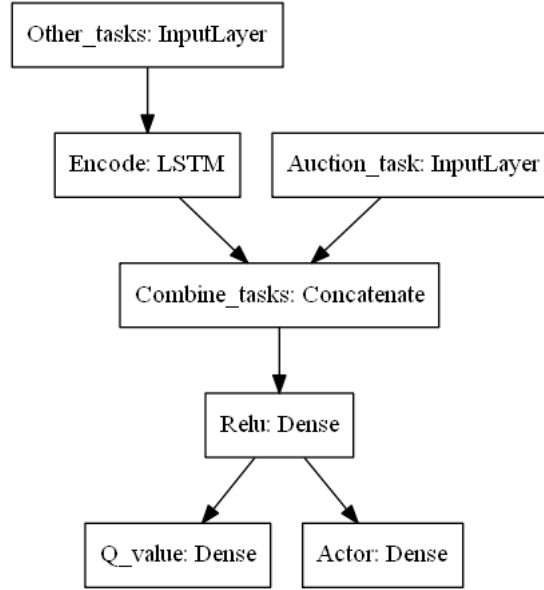 Other_tasks: InputLayer
Encode: LSTM
Auction_task: InputLayer
Combine_tasks: Concatenate
Relu: Dense
Q_value: Dense
Actor: Dense